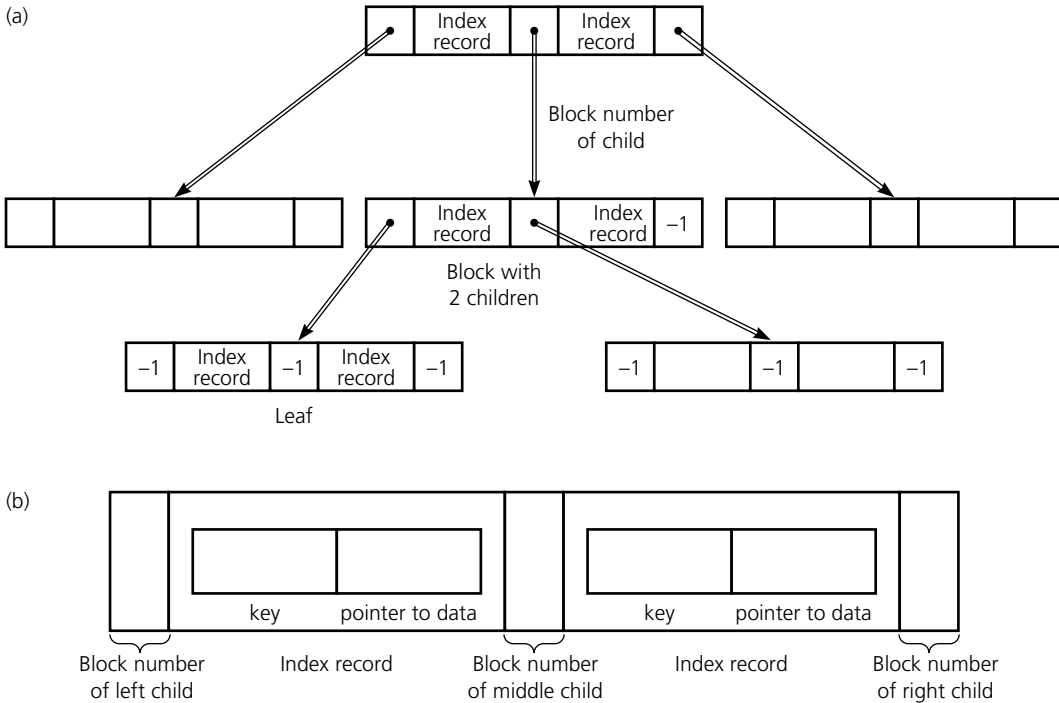 (a)
Index
record
Index
record
Block number
of child
Index
record
Index
record
–1
Block with
2 children
–1
Index
record
–1
Index
record
–1
–1
–1
–1
Leaf
(b)
key
pointer to data
key
pointer to data
Block number
of left child
Index record
Block number
of middle child
Index record
Block number
of right child